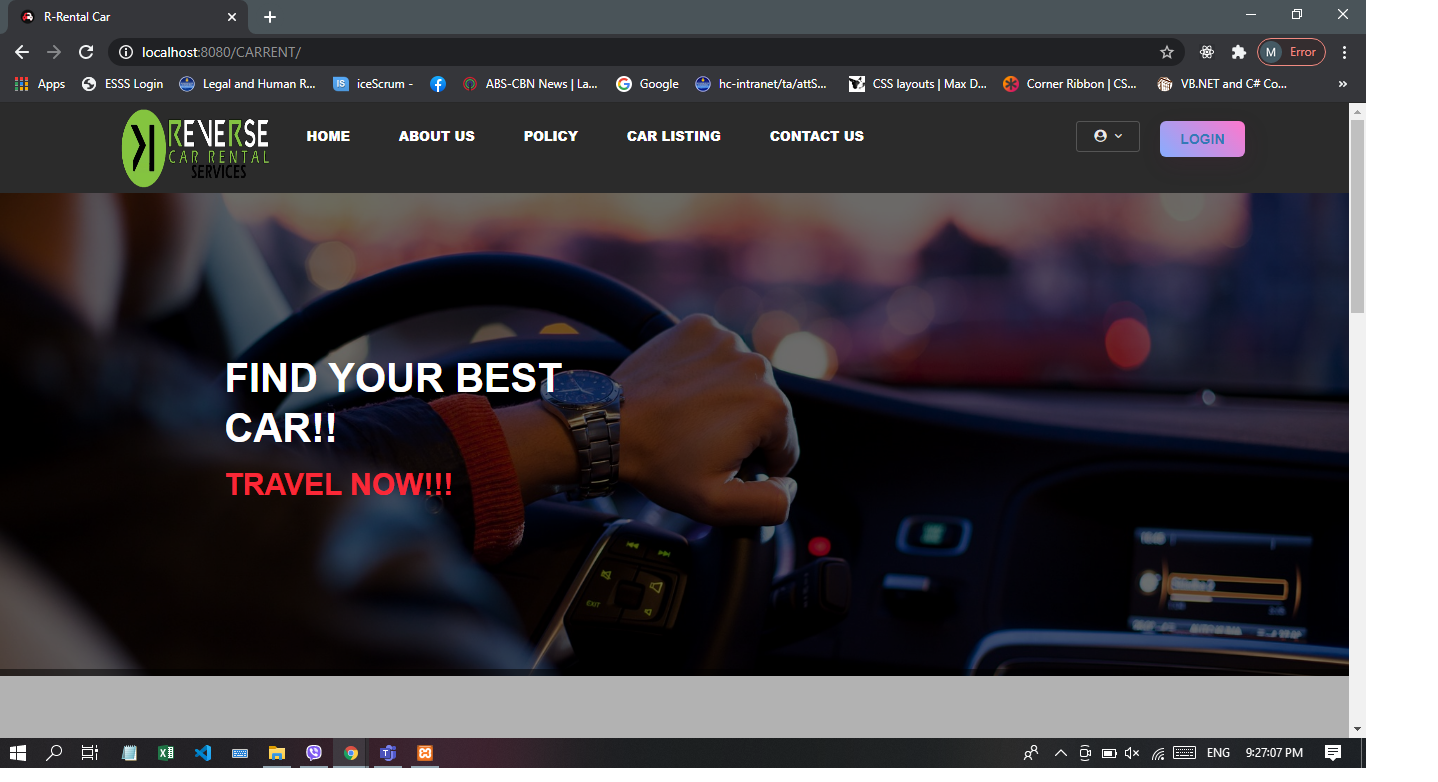 R-Rental Car
localhost:8080/CARRENT/
M Error
Apps
ESSS Login
Legal and Human R...
IS
iceScrum -
ABS-CBN News | La...
Google
hc-intranet/ta/attS...
CSS layouts | Max D...
Corner Ribbon | CS...
VB.NET and C# Co...
»
REVERSE
CAR RENTAL
SERVICES
HOME
ABOUT US
POLICY
CAR LISTING
CONTACT US
LOGIN
FIND YOUR BEST
CAR!!
TRAVEL NOW!!!
EXIT
ENG
9:27:07 PM